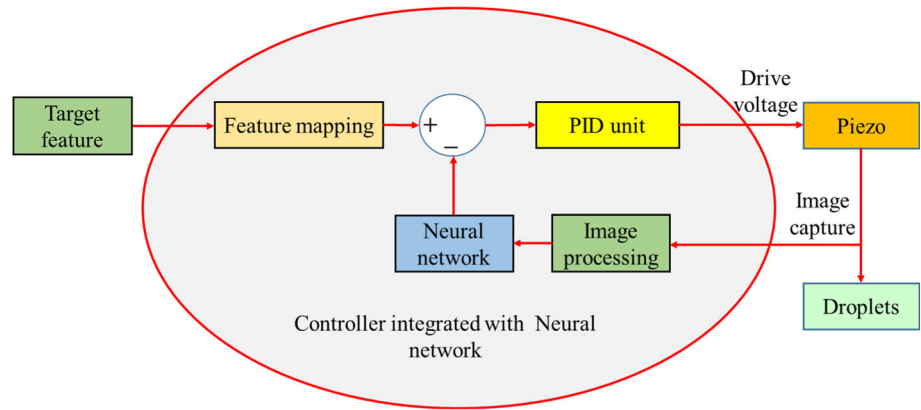 Target
feature
Feature mapping
+
−
PID unit
Drive
voltage
Piezo
Neural
network
Image
processing
Image
capture
Droplets
Controller integrated with Neural
network